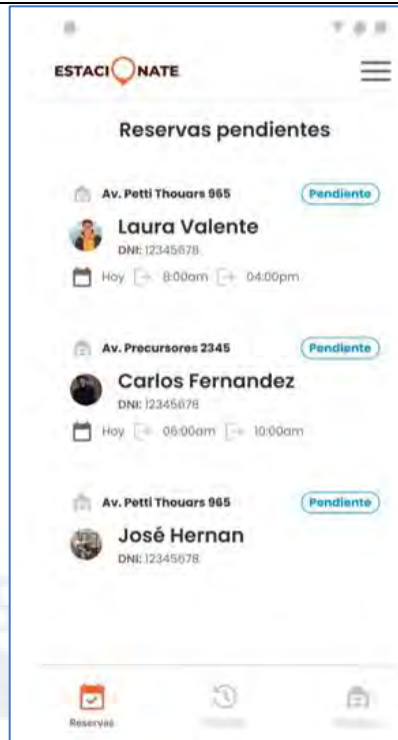 ESTACIONATE
Reservas pendientes
Av. Petti Thouars 965 Pendiente
Laura Valente
DNI: 12345678
Hoy 8:00am 04:00pm
Av. Precursores 2345 Pendiente
Carlos Fernandez
DNI: 12345678
Hoy 06:00am 10:00am
Av. Petti Thouars 965 Pendiente
José Hernan
DNI: 12345678
Reservas